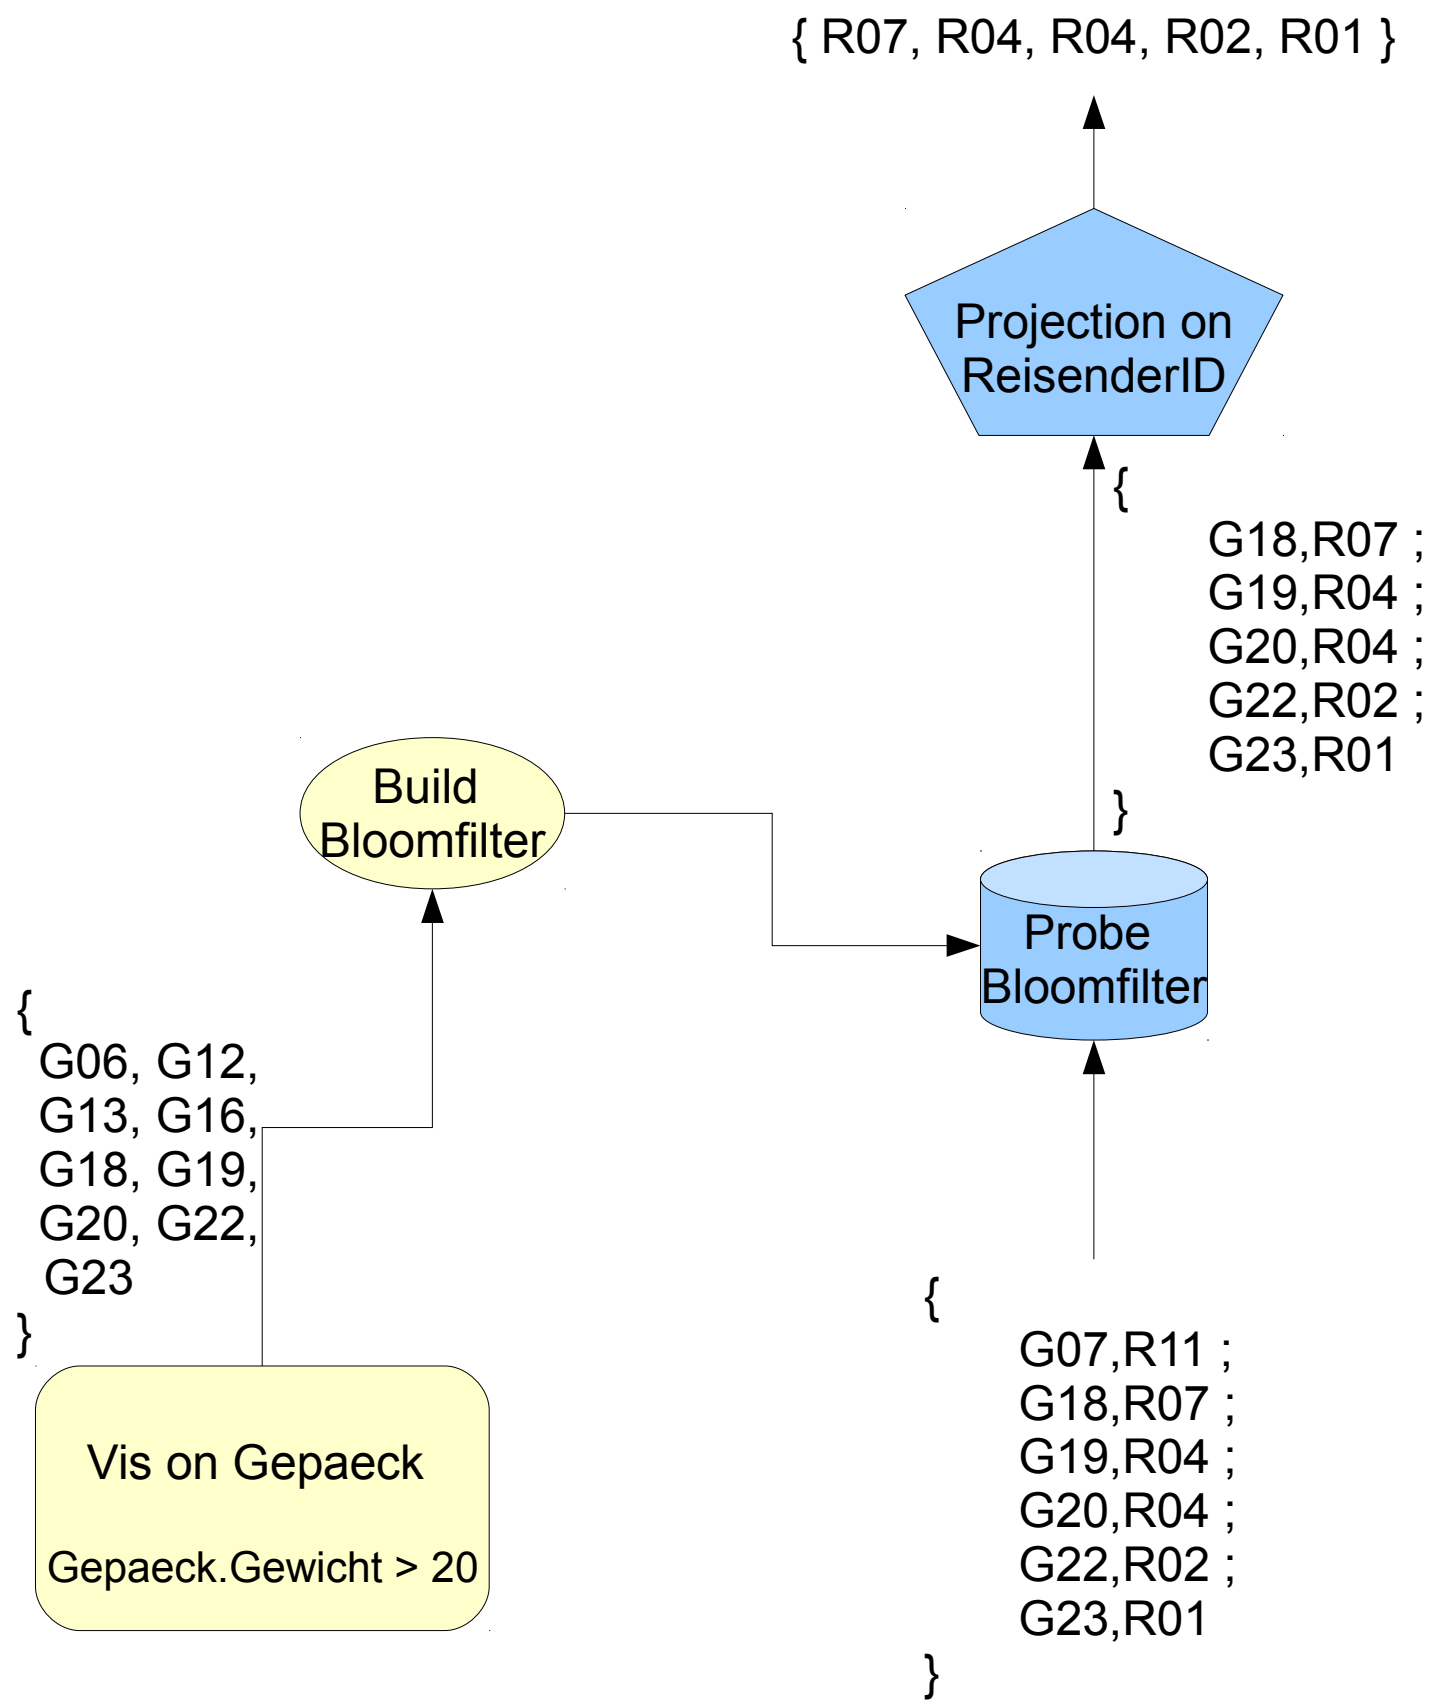 { R07, R04, R04, R02, R01 }
Projection on
ReisenderID
{
G18,R07 ;
G19,R04 ;
G20,R04 ;
G22,R02 ;
G23,R01
}
Build
Bloomfilter
Probe
Bloomfilter
{
G06, G12,
G13, G16,
G18, G19,
G20, G22,
G23
}
Vis on Gepaeck
Gepaeck.Gewicht > 20
{
G07,R11 ;
G18,R07 ;
G19,R04 ;
G20,R04 ;
G22,R02 ;
G23,R01
}